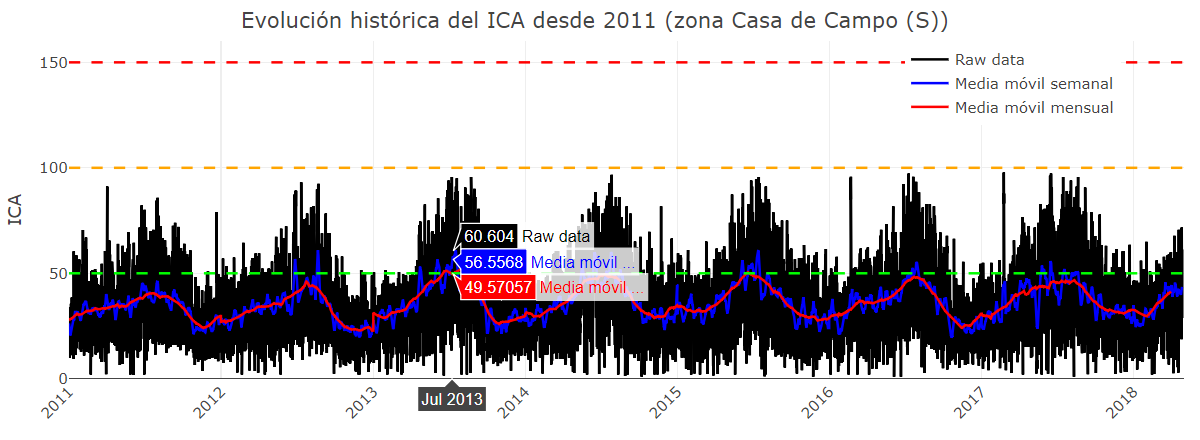 Evolución histórica del ICA desde 2011 (zona Casa de Campo (S))
150
Raw data
Media móvil semanal
Media móvil mensual
100
ICA
60.604 Raw data
56.5568 Media móvil ...
50
49.57057 Media móvil ...
0
2011
2012
2013
Jul 2013
2014
2015
2016
2017
2018